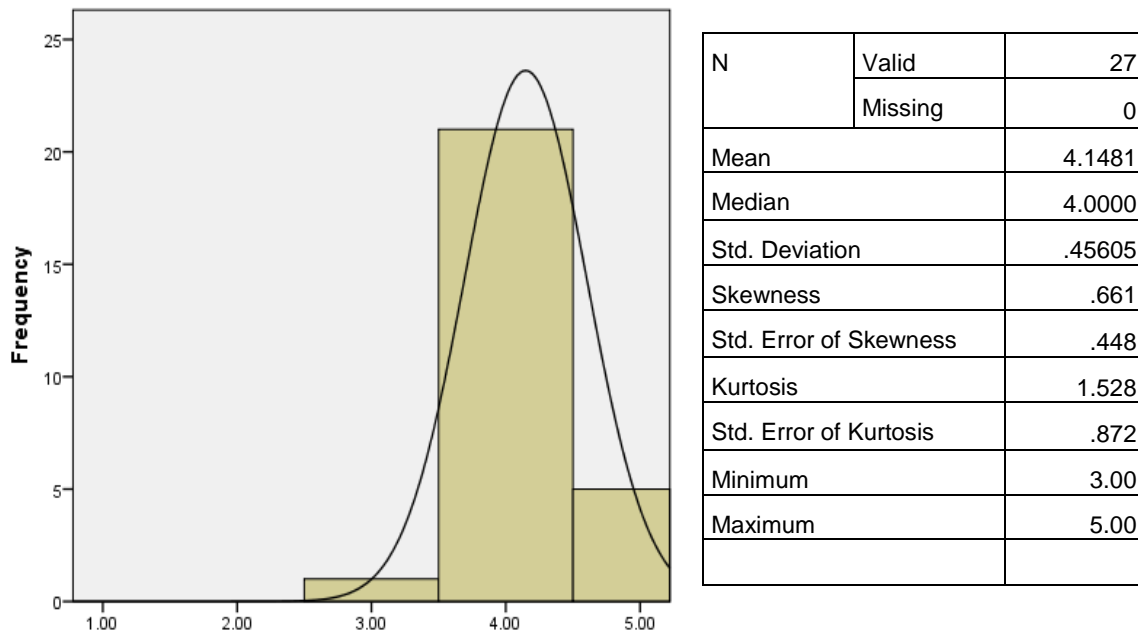 25
20
15
10
5
0
Frequency
1.00 2.00 3.00 4.00 5.00
N Valid 27
Missing 0
Mean 4.1481
Median 4.0000
Std. Deviation .45605
Skewness .661
Std. Error of Skewness .448
Kurtosis 1.528
Std. Error of Kurtosis .872
Minimum 3.00
Maximum 5.00